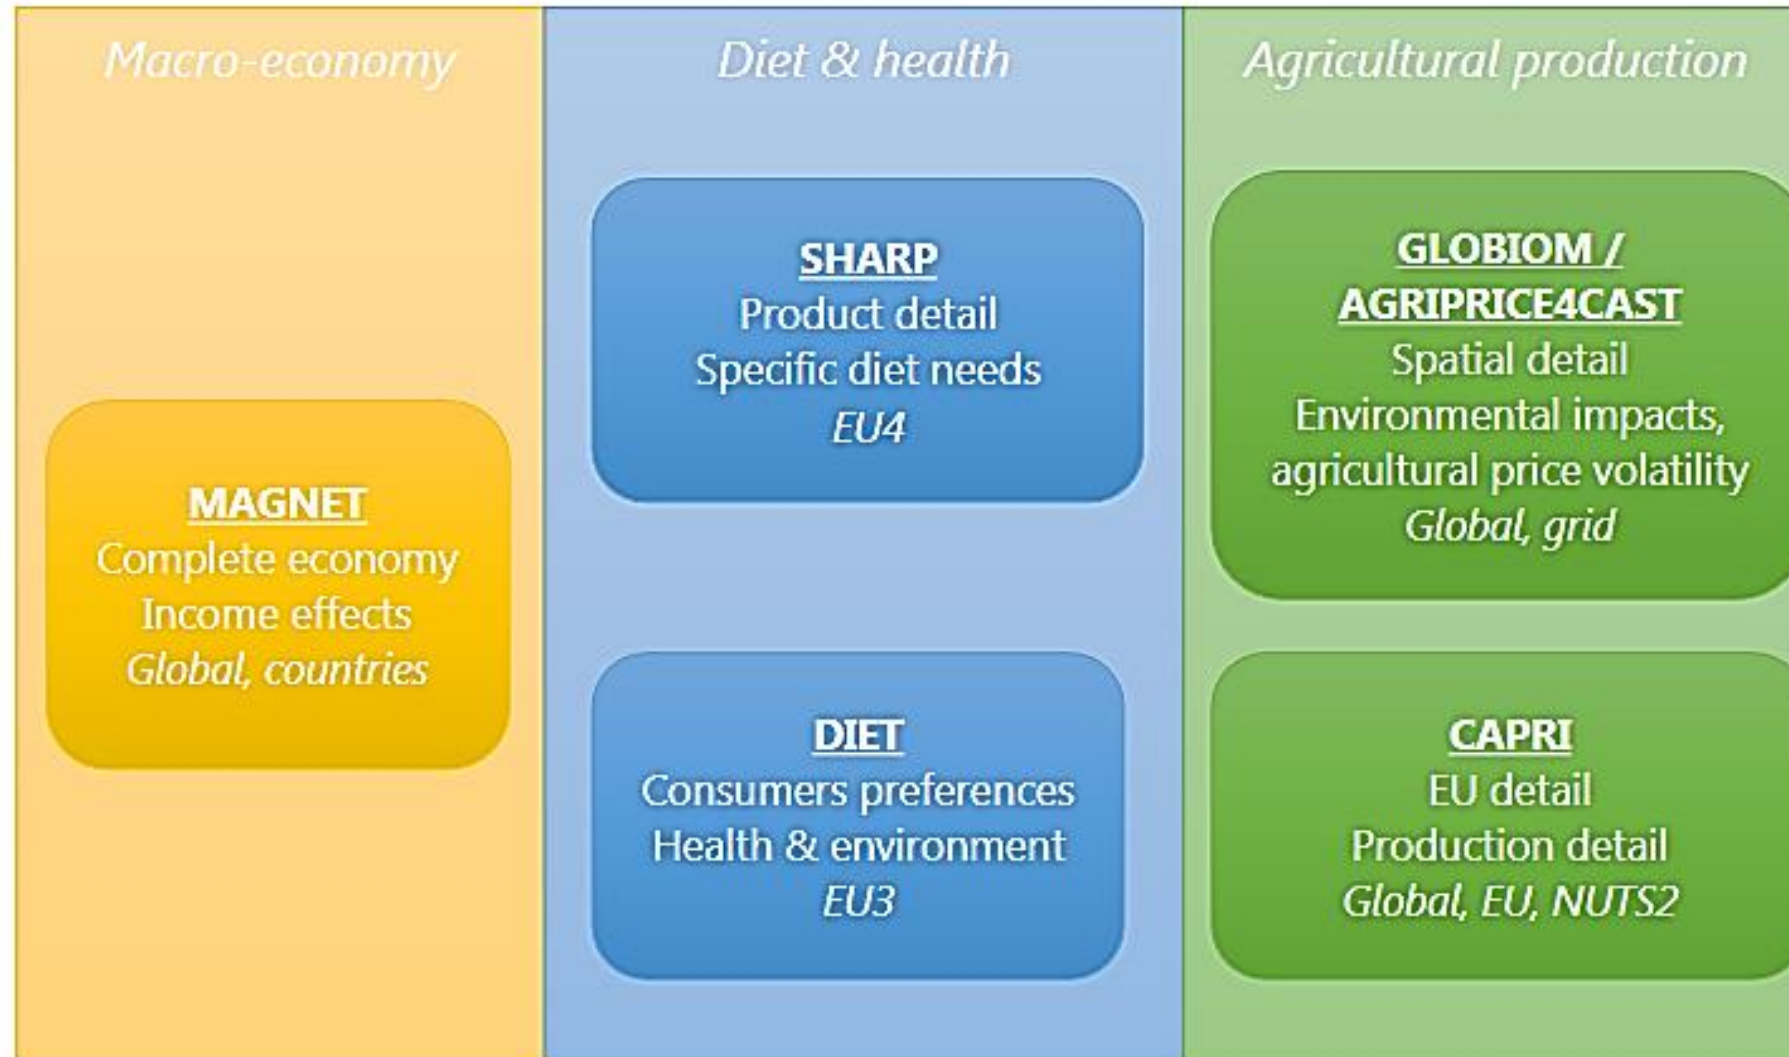 Macro-economy
MAGNET
Complete economy
Income effects
Global, countries
Diet & health
SHARP
Product detail
Specific diet needs
EU4
DIET
Consumers preferences
Health & environment
EU3
Agricultural production
GLOBIOM /
AGRIPRICE4CAST
Spatial detail
Environmental impacts,
agricultural price volatility
Global, grid
CAPRI
EU detail
Production detail
Global, EU, NUTS2